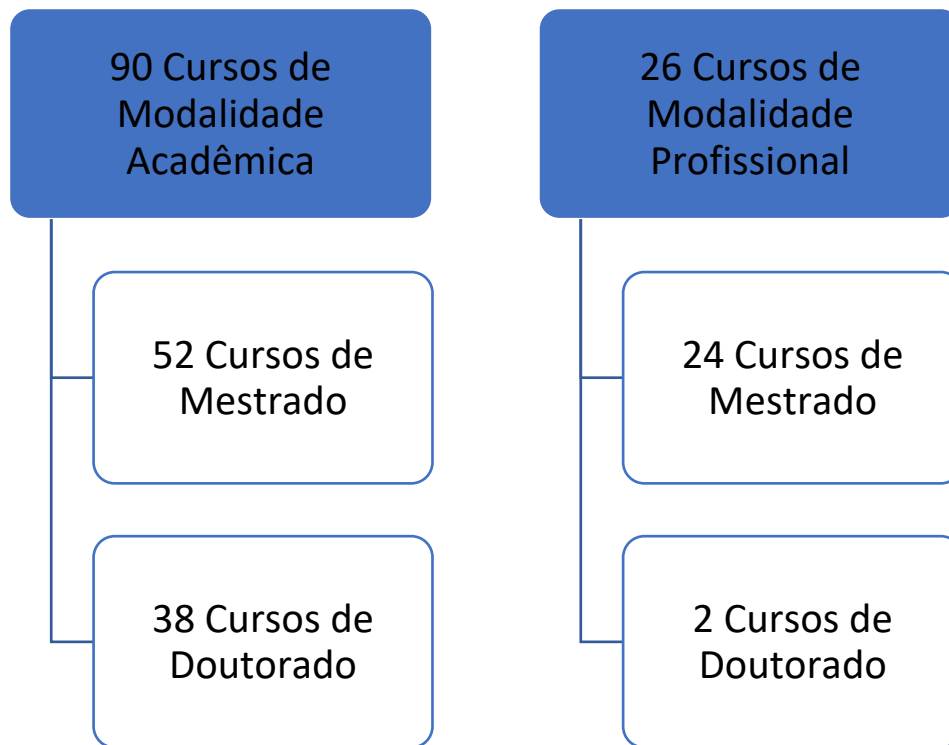 90 Cursos de
Modalidade
Acadêmica
52 Cursos de
Mestrado
38 Cursos de
Doutorado
26 Cursos de
Modalidade
Profissional
24 Cursos de
Mestrado
2 Cursos de
Doutorado